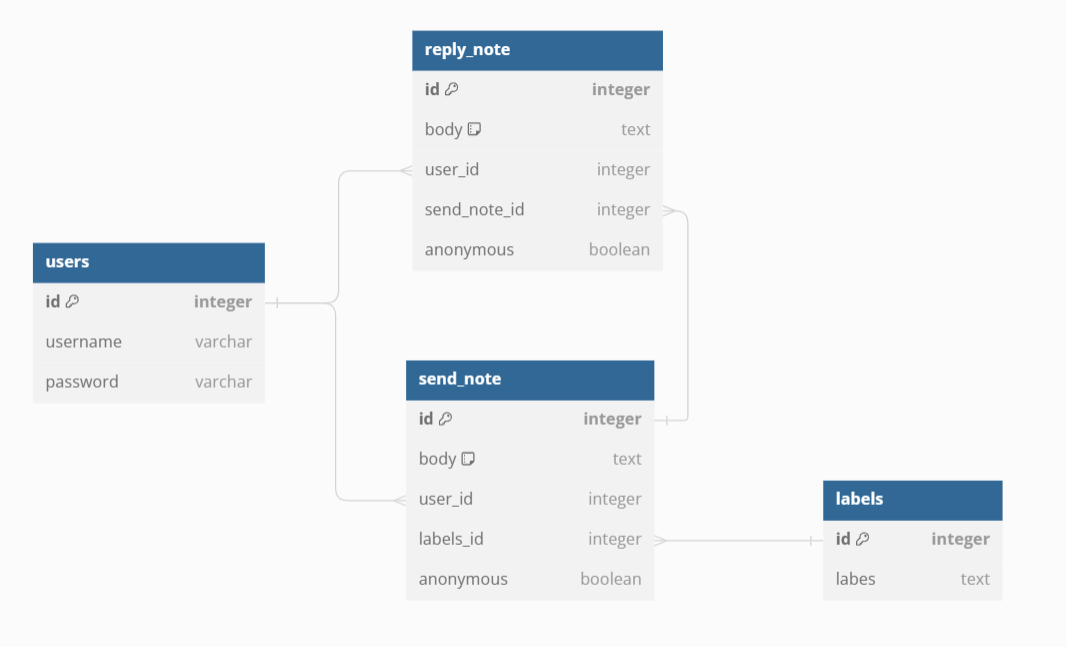 reply_note
id integer
body text
user_id integer
send_note_id integer
anonymous boolean
users
id integer
username varchar
password varchar
send_note
id integer
body text
user_id integer
labels_id integer
anonymous boolean
labels
id integer
labes text